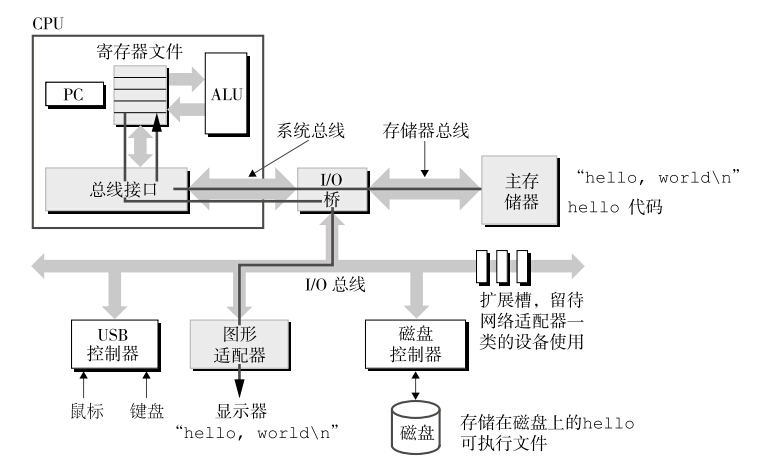 CPU
寄存器文件
PC
ALU
系统总线
存储器总线
总线接口
I/O
桥
主存
储器
“hello, world\n”
hello 代码
I/O 总线
扩展槽，留待
网络适配器一
类的设备使用
USB
控制器
图形
适配器
磁盘
控制器
鼠标
键盘
显示器
“hello, world\n”
磁盘
存储在磁盘上的hello
可执行文件